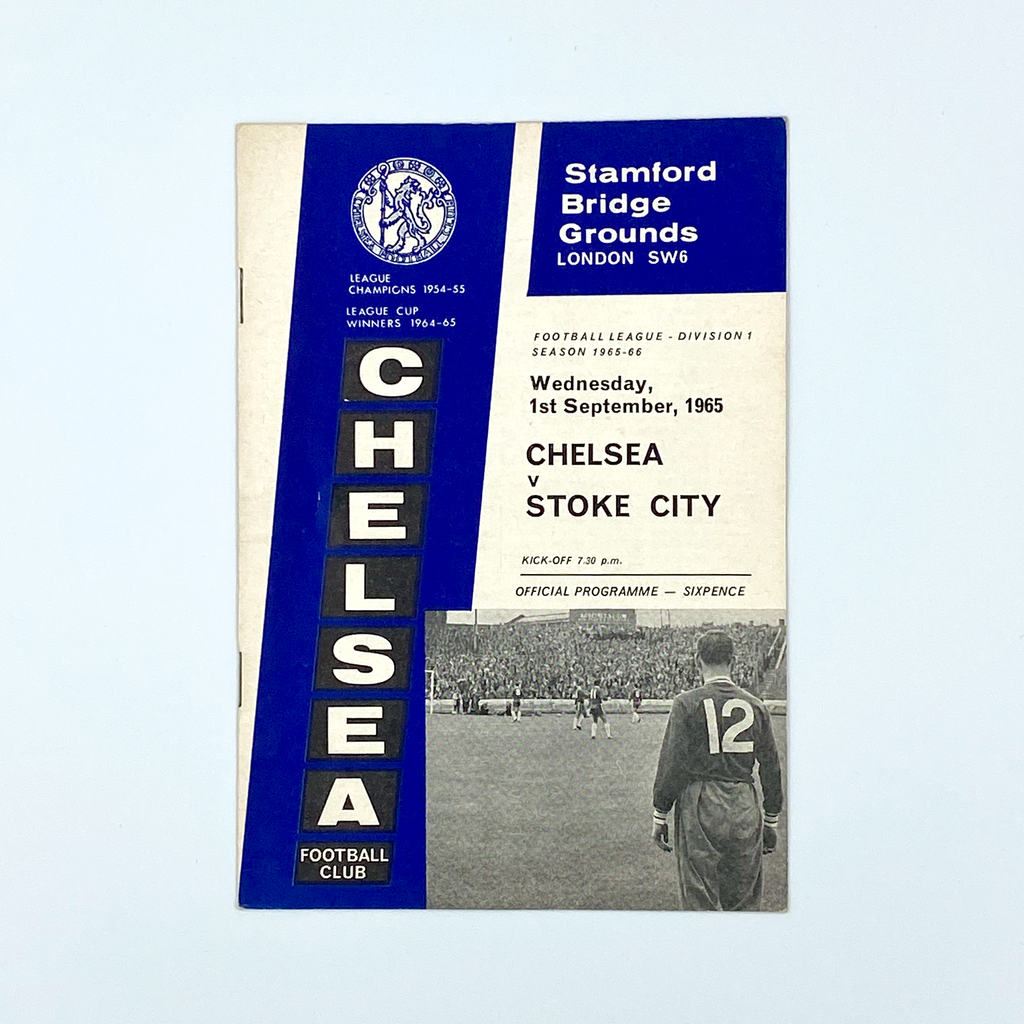 LEAGUE
CHAMPIONS 1954-55
LEAGUE CUP
WINNERS 1964-65
CHELSEA
FOOTBALL
CLUB
Stamford
Bridge
Grounds
LONDON SW6
FOOTBALL LEAGUE - DIVISION 1
SEASON 1965-66
Wednesday,
1st September, 1965
CHELSEA
v
STOKE CITY
KICK-OFF 7.30 p.m.
OFFICIAL PROGRAMME — SIXPENCE
12